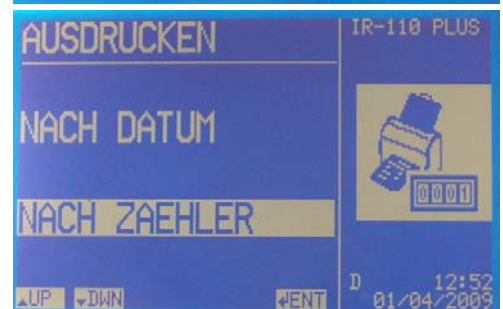 AUSDRUCKEN
IR-110 PLUS
NACH DATUM
0001
NACH ZAEHLER
▲UP ▼DWN ↵ENT
D 12:52
01/04/2009